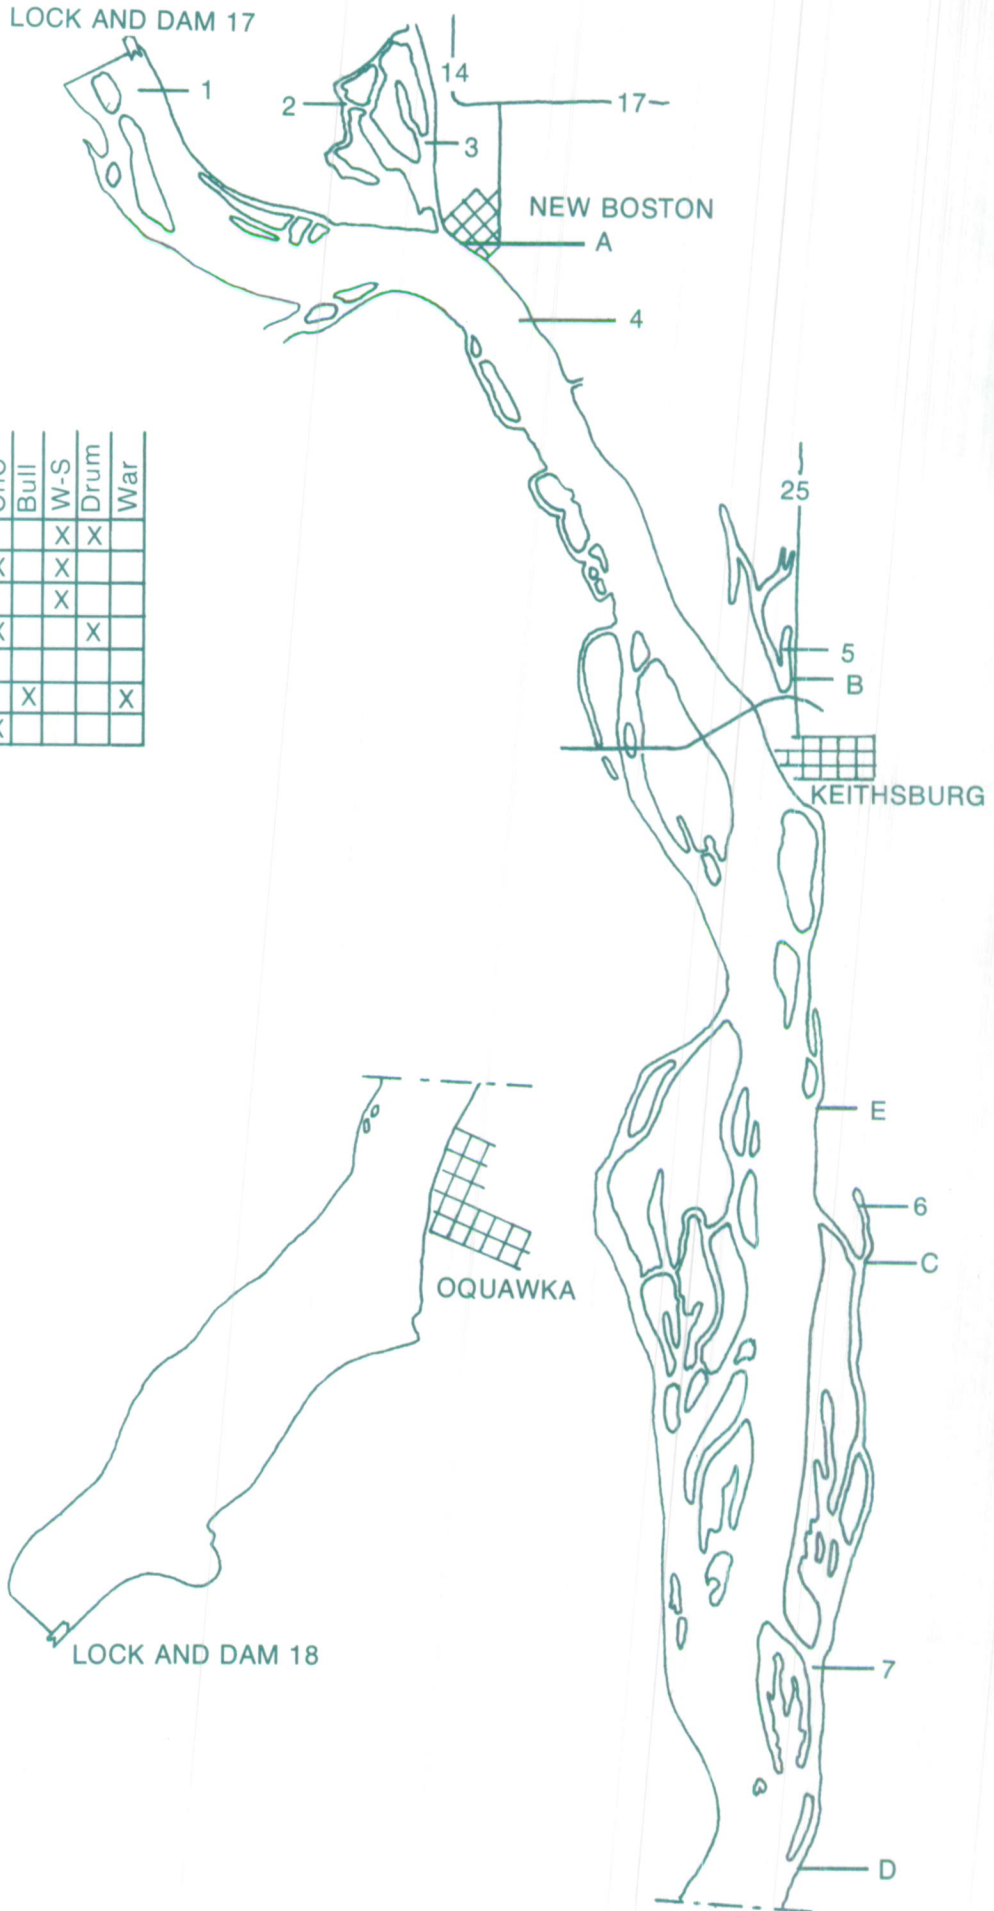 LOCK AND DAM 17
1
2
14
17
3
NEW BOSTON
A
4
Bull
W-S
Drum
War
X X
X
X
X
X X
25
5
B
KEITHSBURG
E
6
C
OQUAWKA
LOCK AND DAM 18
7
D